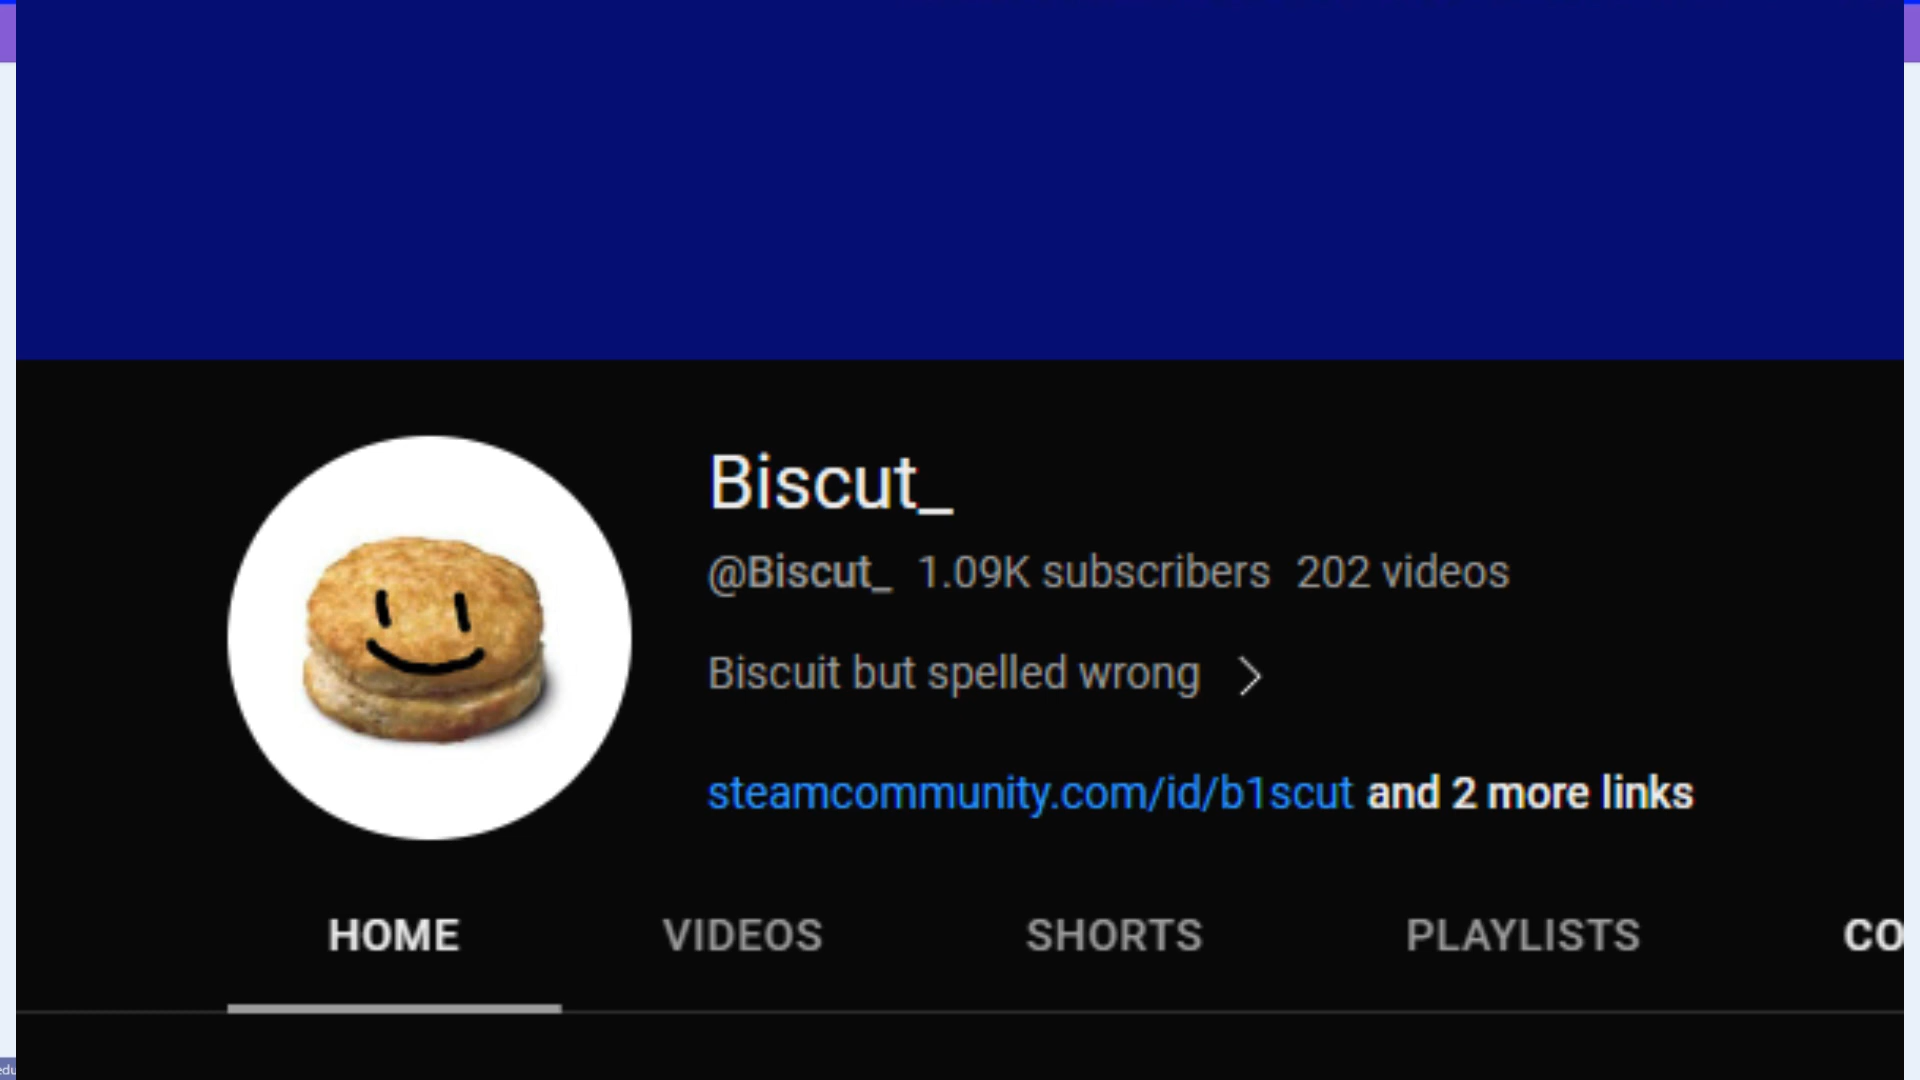 Biscut_
@Biscut_ 1.09K subscribers 202 videos
Biscuit but spelled wrong
steamcommunity.com/id/b1scut and 2 more links
HOME VIDEOS SHORTS PLAYLISTS CO
edu